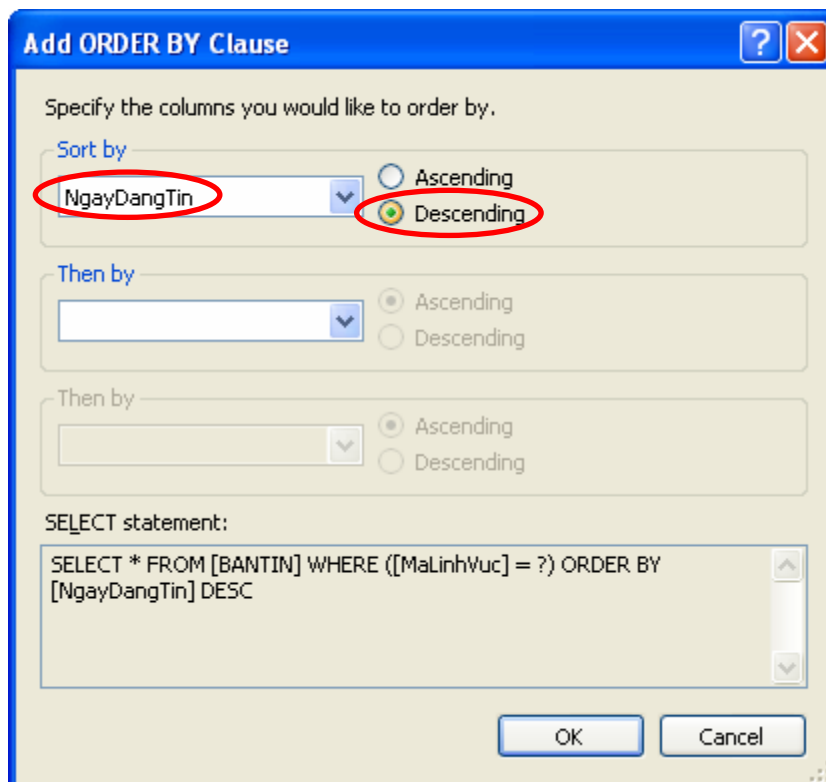 Add ORDER BY Clause
?
Specify the columns you would like to order by.
Sort by
NgayDangTin
Ascending
Descending
Then by
Ascending
Descending
Then by
Ascending
Descending
SELECT statement:
SELECT * FROM [BANTIN] WHERE ([MaLinhVuc] = ?) ORDER BY
[NgayDangTin] DESC
OK Cancel